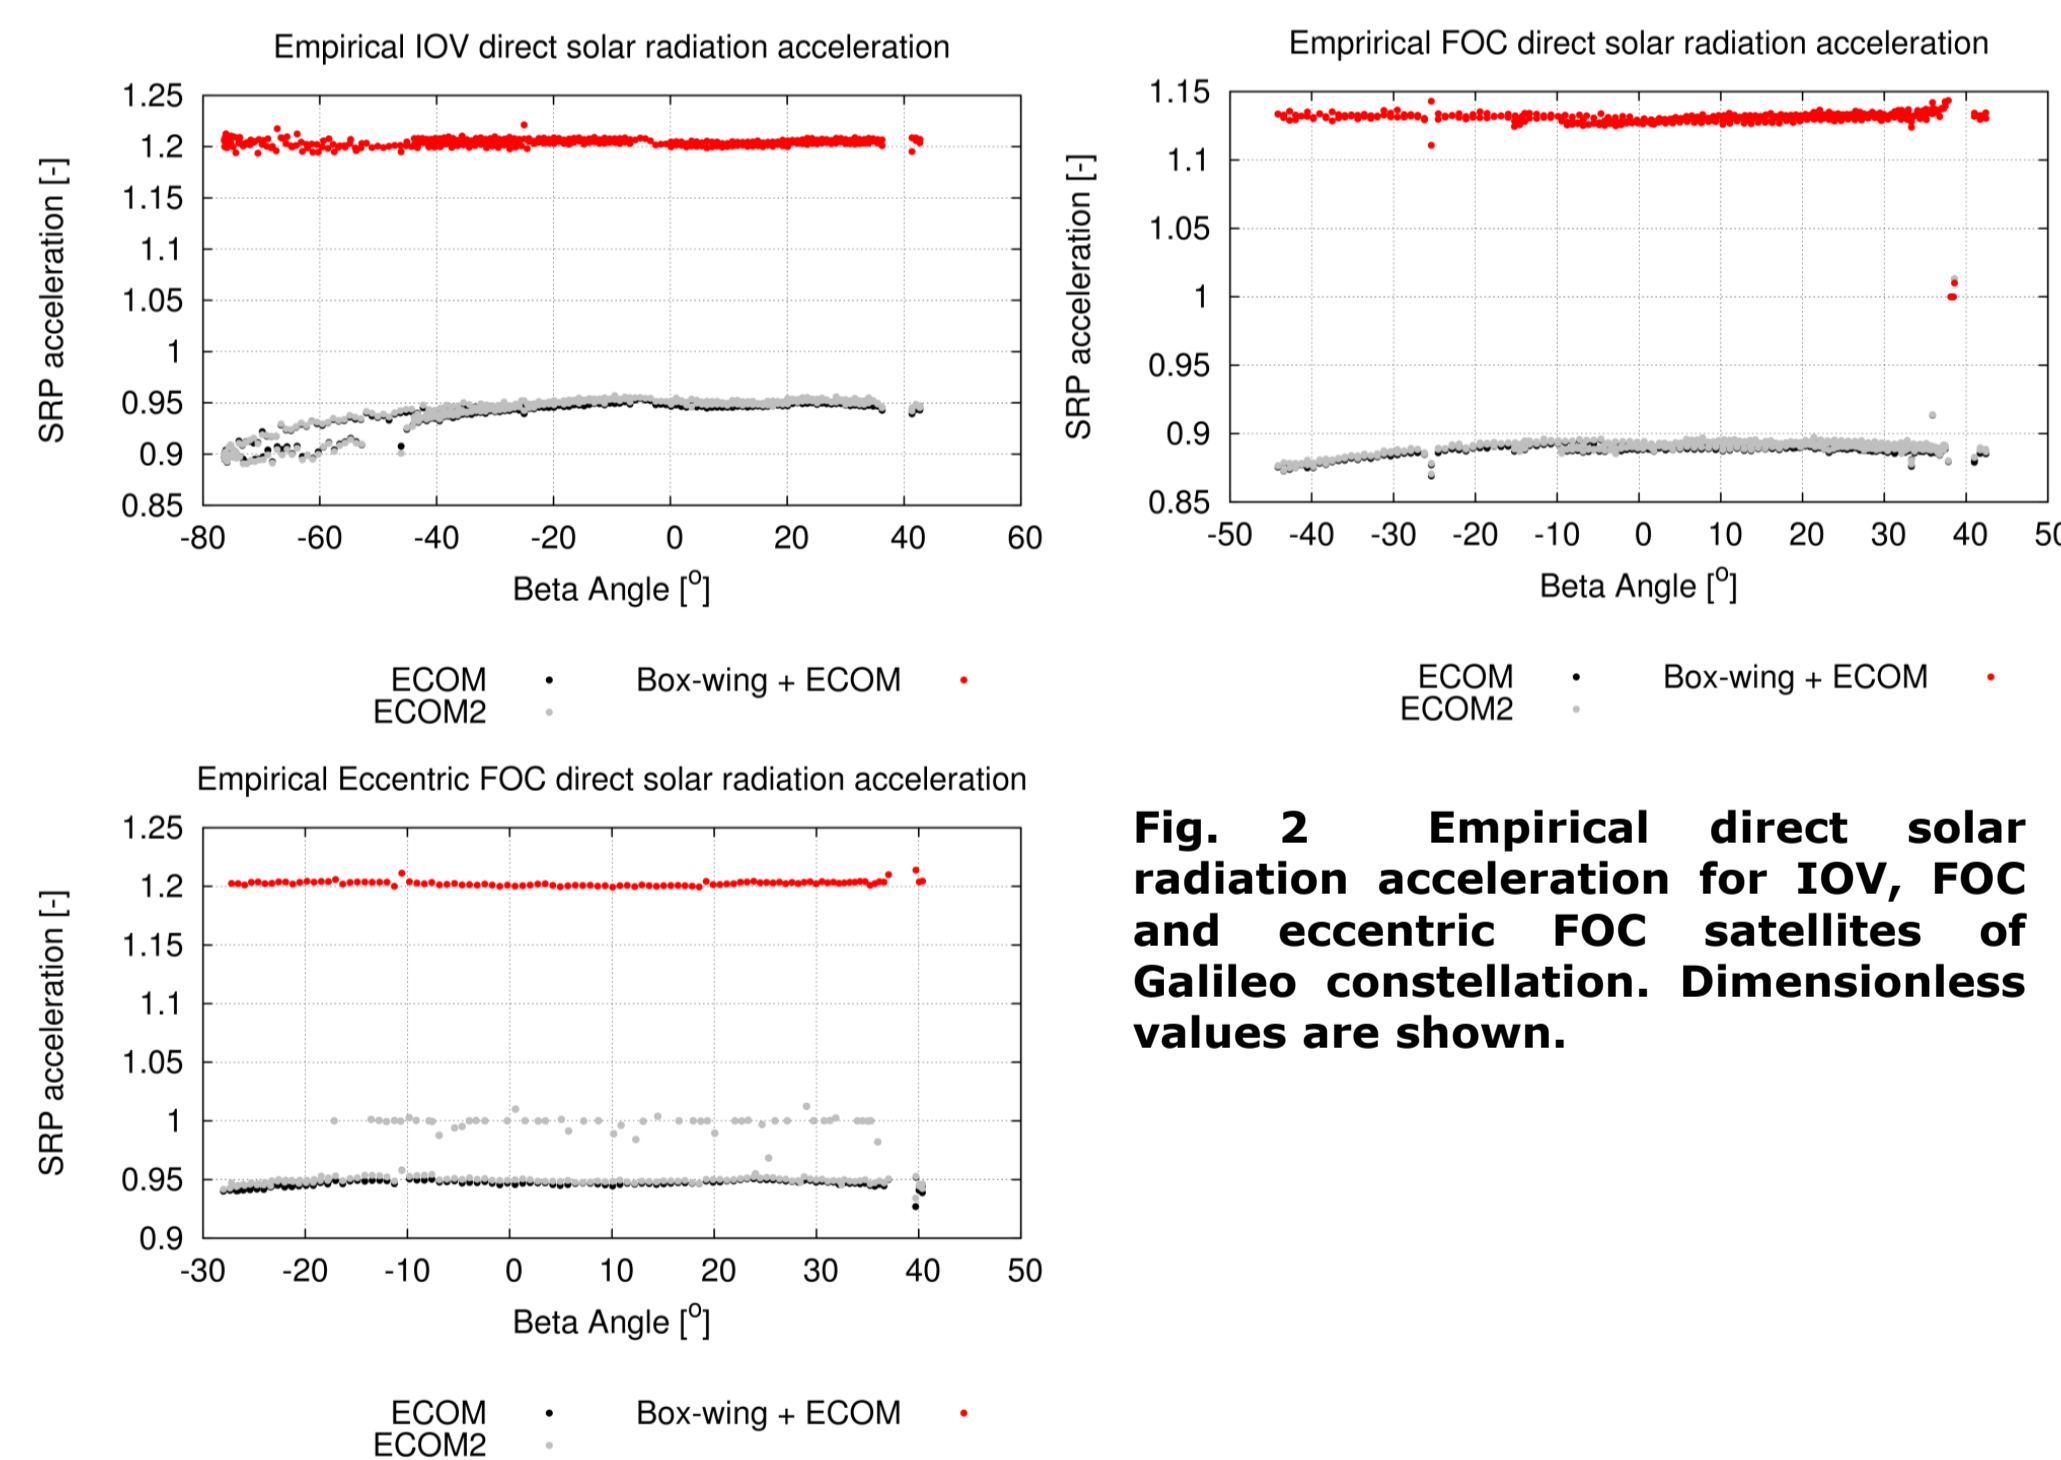 Empirical IOV direct solar radiation acceleration
1.25
1.2
1.15
1.1
1.05
1
0.95
0.9
0.85
SRP acceleration [-]
-80 -60 -40 -20 0 20 40 60
Beta Angle [o]
ECOM Box-wing + ECOM
ECOM2
Emprirical FOC direct solar radiation acceleration
1.15
1.1
1.05
1
0.95
0.9
0.85
SRP acceleration [-]
-50 -40 -30 -20 -10 0 10 20 30 40 50
Beta Angle [o]
ECOM Box-wing + ECOM
ECOM2
Empirical Eccentric FOC direct solar radiation acceleration
1.25
1.2
1.15
1.1
1.05
1
0.95
0.9
SRP acceleration [-]
-30 -20 -10 0 10 20 30 40 50
Beta Angle [o]
ECOM Box-wing + ECOM
ECOM2
Fig. 2 Empirical direct solar
radiation acceleration for IOV, FOC
and eccentric FOC satellites of
Galileo constellation. Dimensionless
values are shown.